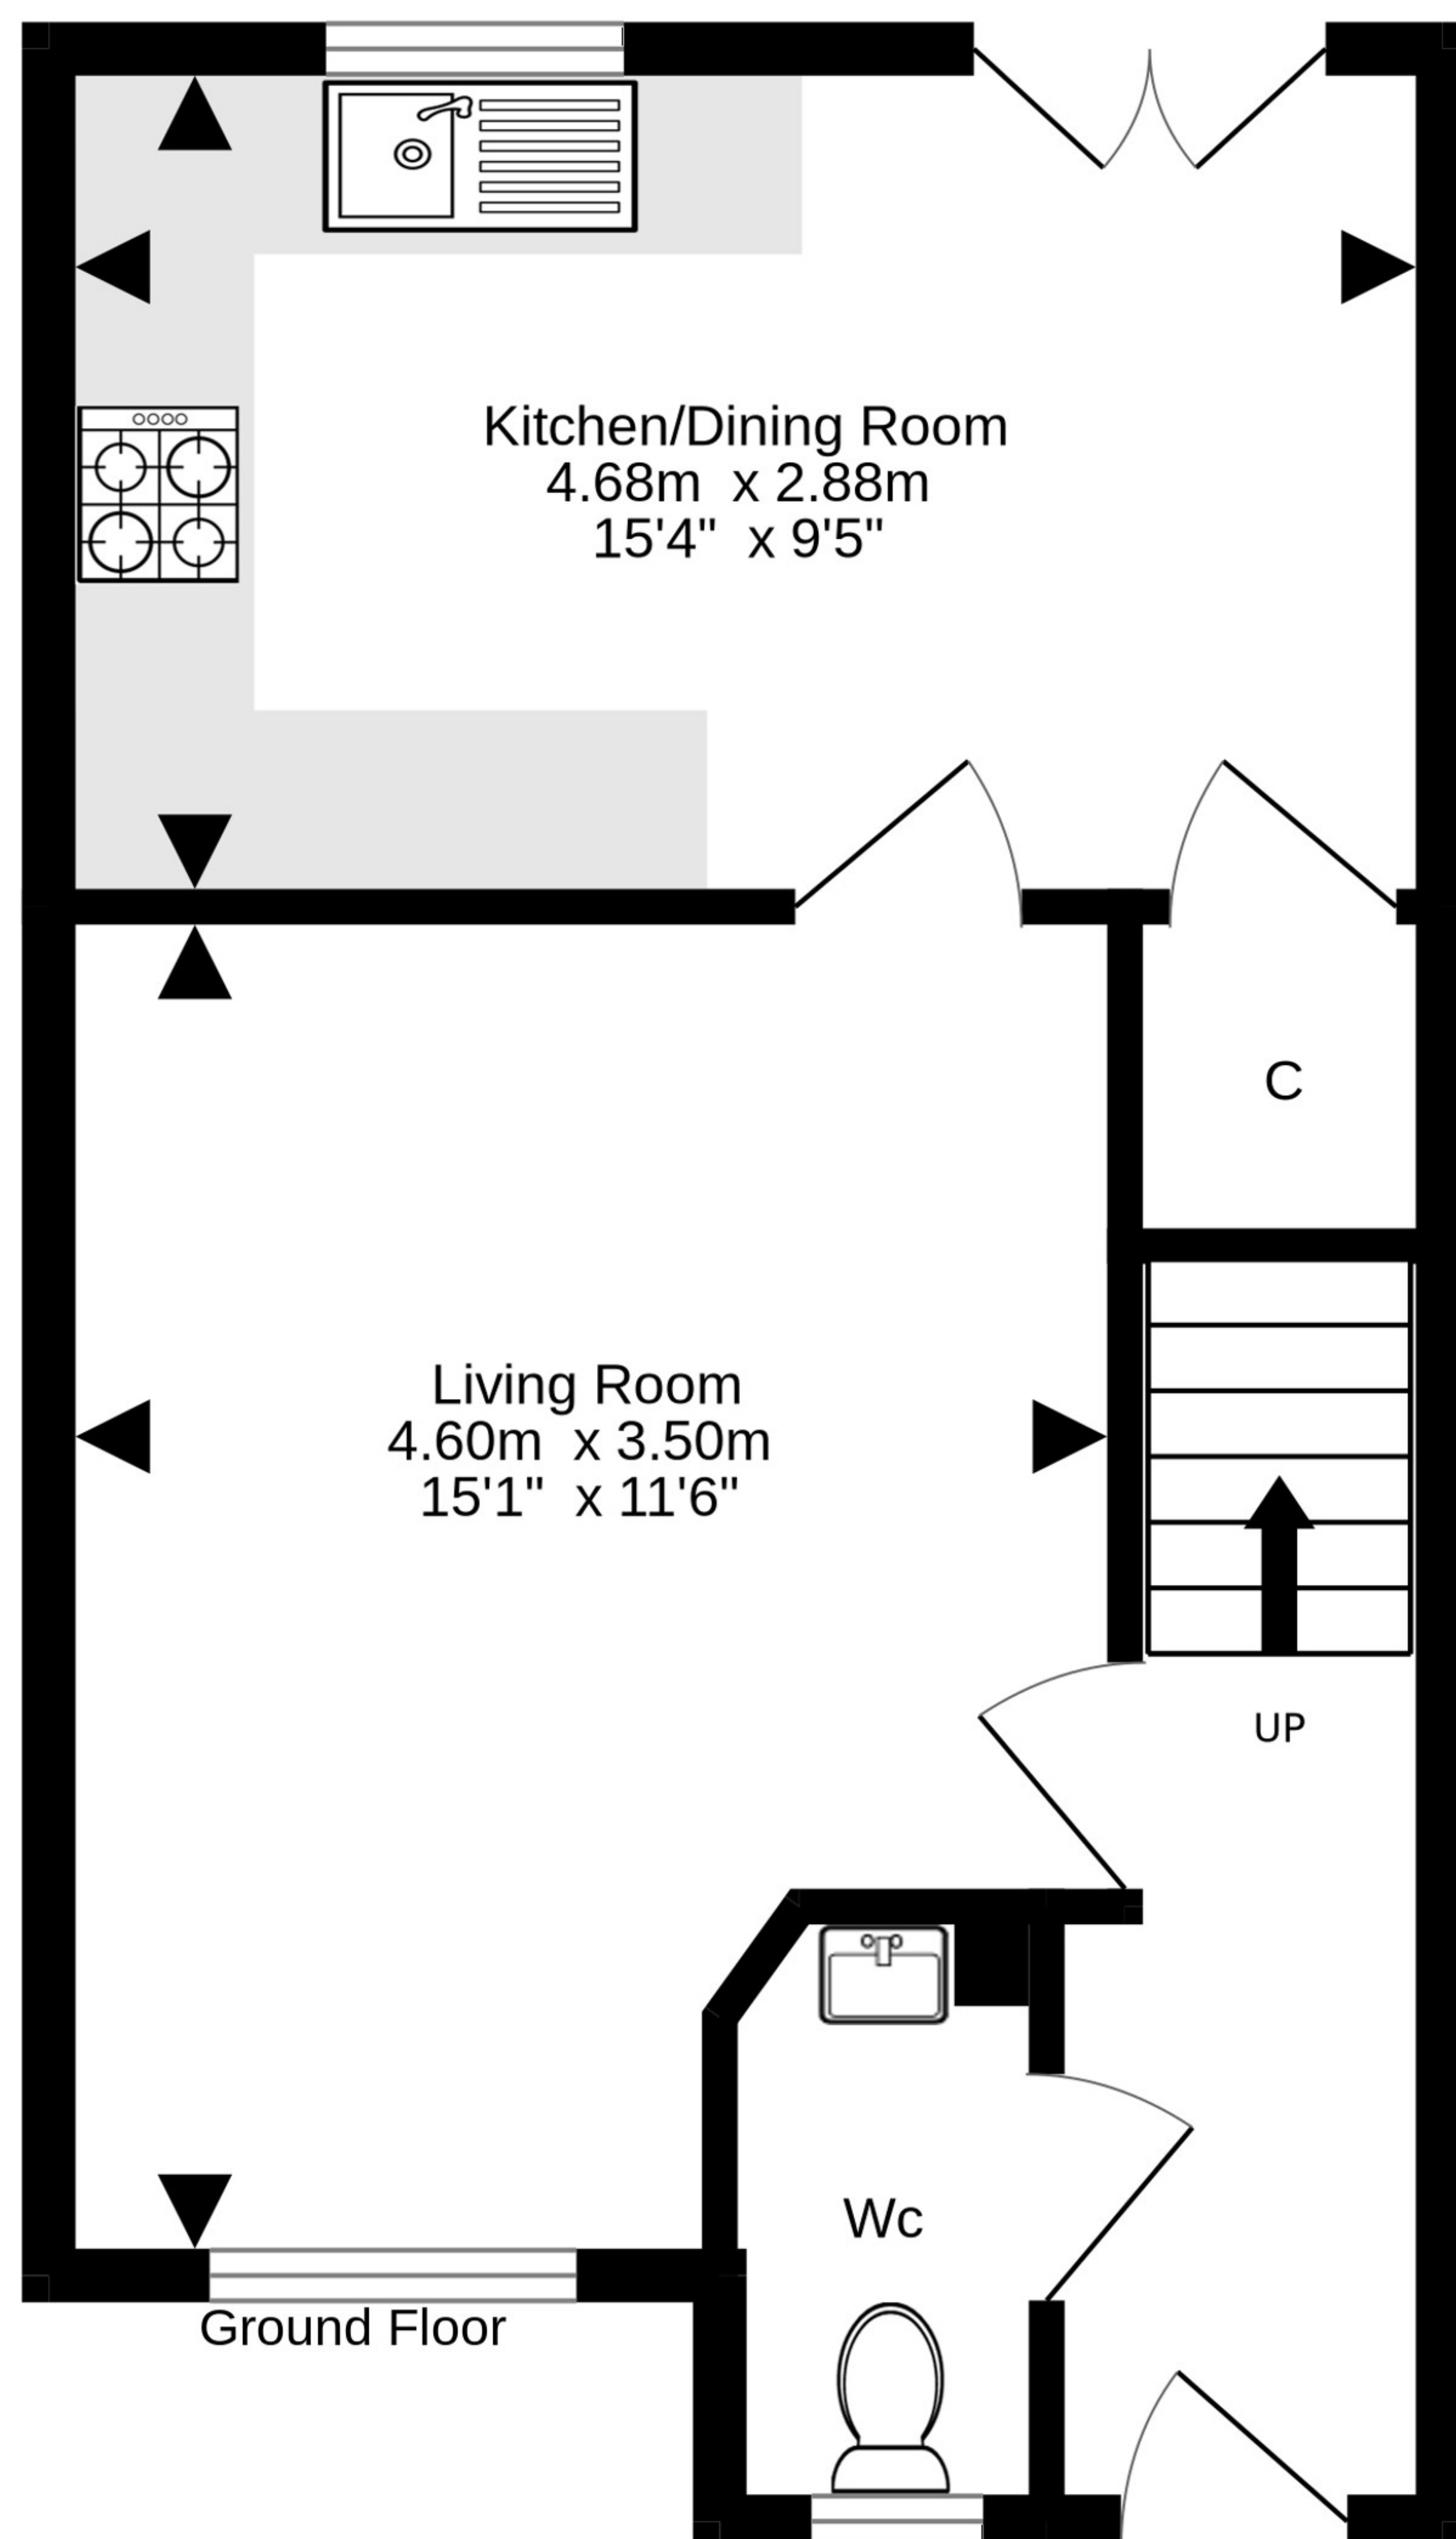 Kitchen/Dining Room
4.68m x 2.88m
15'4" x 9'5"
C
Living Room
4.60m x 3.50m
15'1" x 11'6"
UP
Wc
Ground Floor